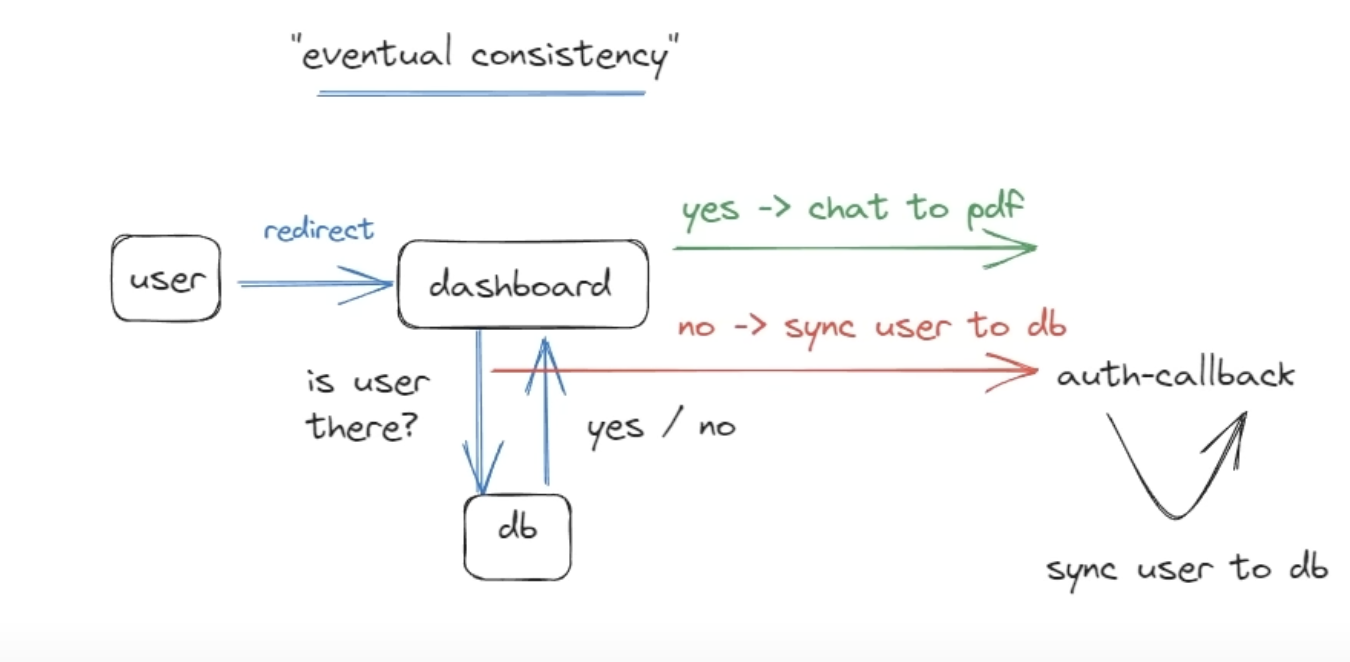 "eventual consistency"
yes -> chat to pdf
redirect
user
dashboard
no -> sync user to db
is user
there?
yes / no
auth-callback
db
sync user to db